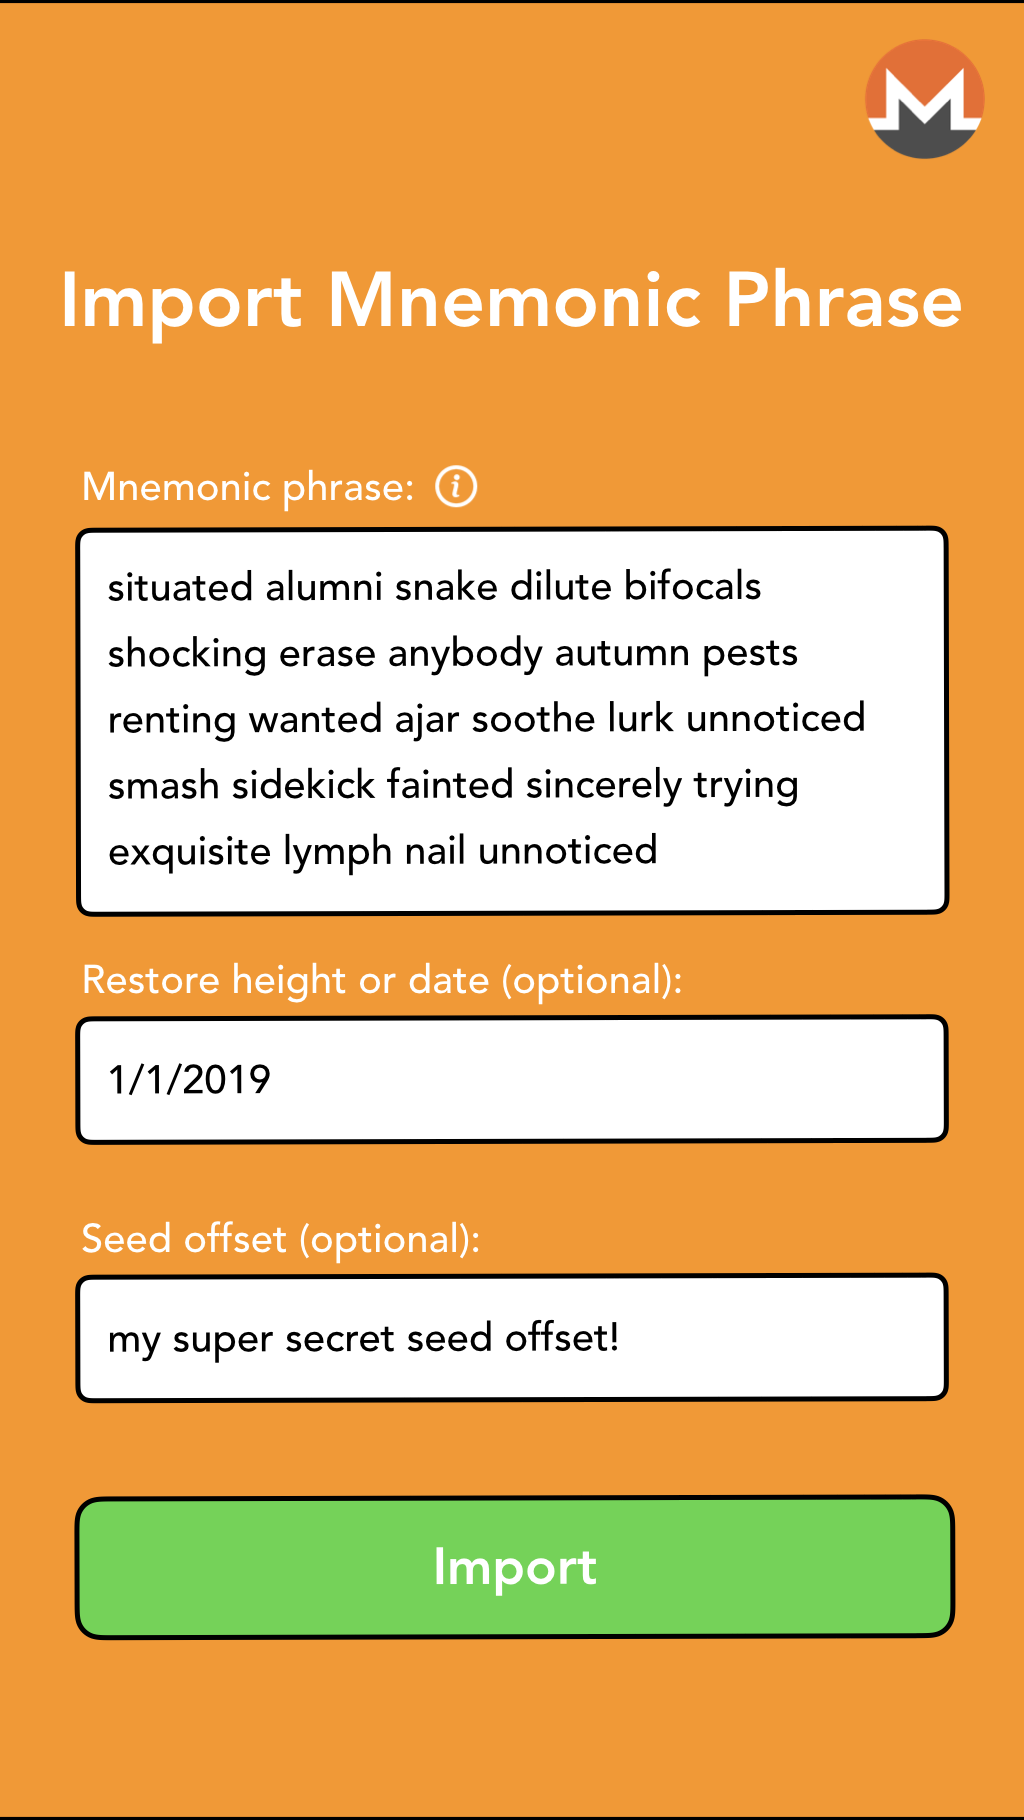 Import Mnemonic Phrase
Mnemonic phrase:
situated alumni snake dilute bifocals
shocking erase anybody autumn pests
renting wanted ajar soothe lurk unnoticed
smash sidekick fainted sincerely trying
exquisite lymph nail unnoticed
Restore height or date (optional):
1/1/2019
Seed offset (optional):
my super secret seed offset!
Import